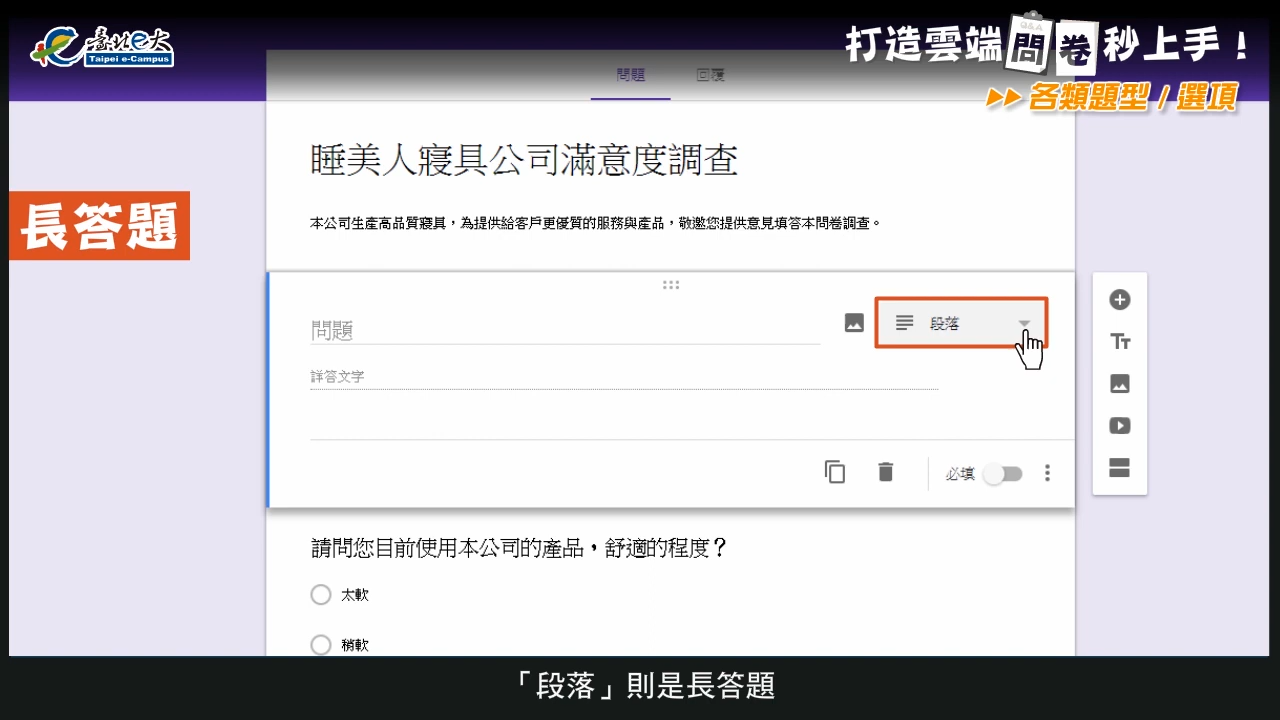 臺北e大
Taipei e-Campus
打造雲端問卷秒上手！
Q&A
各類題型/選項
問題
回覆
睡美人寢具公司滿意度調查
本公司生產高品質寢具，為提供給客戶更優質的服務與產品，敬邀您提供意見填答本問卷調查。
長答題
問題
段落
詳答文字
必填
請問您目前使用本公司的產品，舒適的程度？
太軟
稍軟
「段落」則是長答題